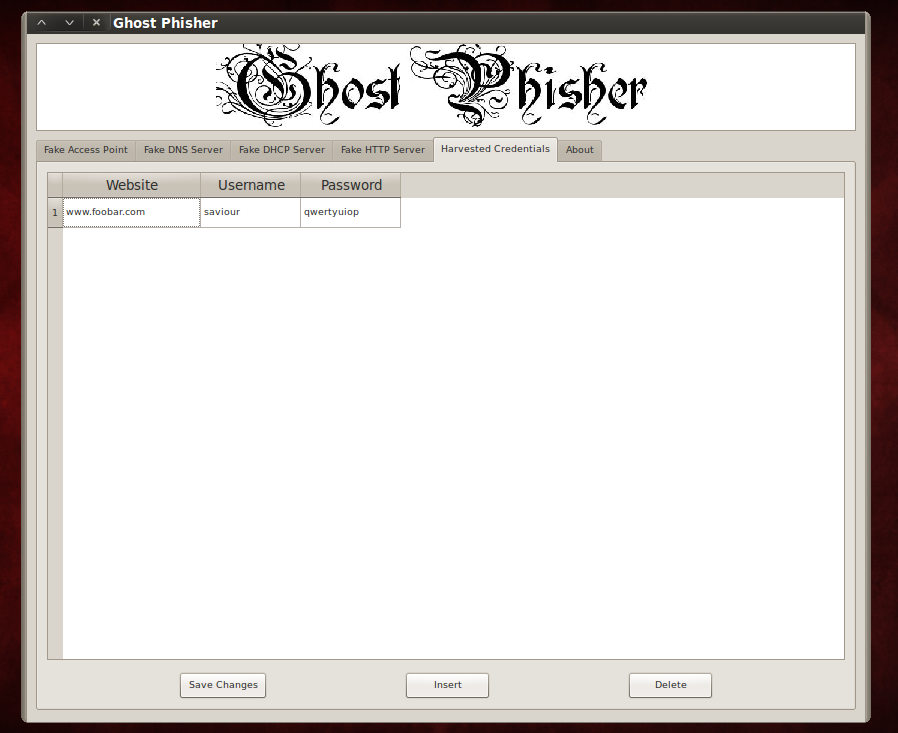 Ghost Phisher
Ghost Phisher
Fake Access Point Fake DNS Server Fake DHCP Server Fake HTTP Server Harvested Credentials About
Website Username Password
1 www.foobar.com saviour qwertyuiop
Save Changes Insert Delete